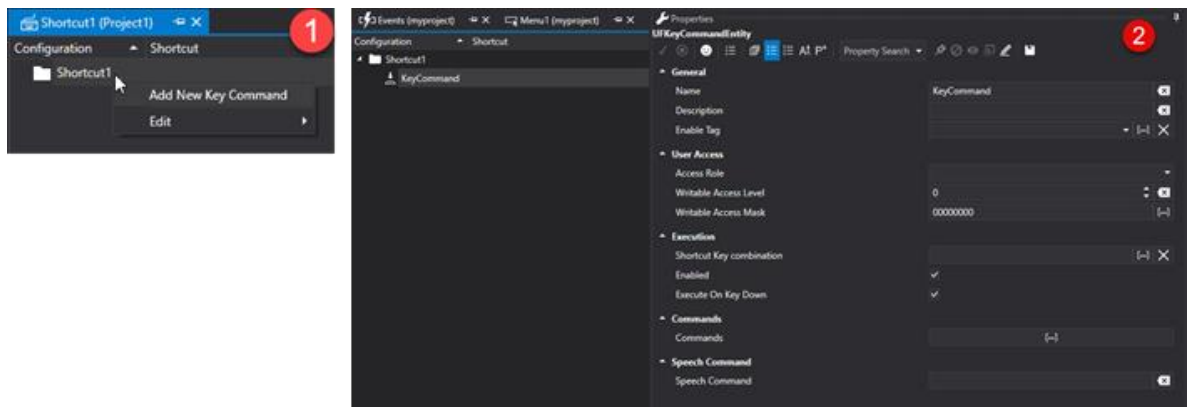 Shortcut1 (Project1)
1
Configuration Shortcut
Shortcut1
Add New Key Command
Edit
Events (myproject) Menu1 (myproject)
Configuration Shortcut
Shortcut1
KeyCommand
Properties
2
UFKeyCommandEntity
Property Search
General
Name KeyCommand
Description
Enable Tag
User Access
Access Role
Writable Access Level 0
Writable Access Mask 00000000
Execution
Shortcut Key combination
Enabled
Execute On Key Down
Commands
Commands
Speech Command
Speech Command